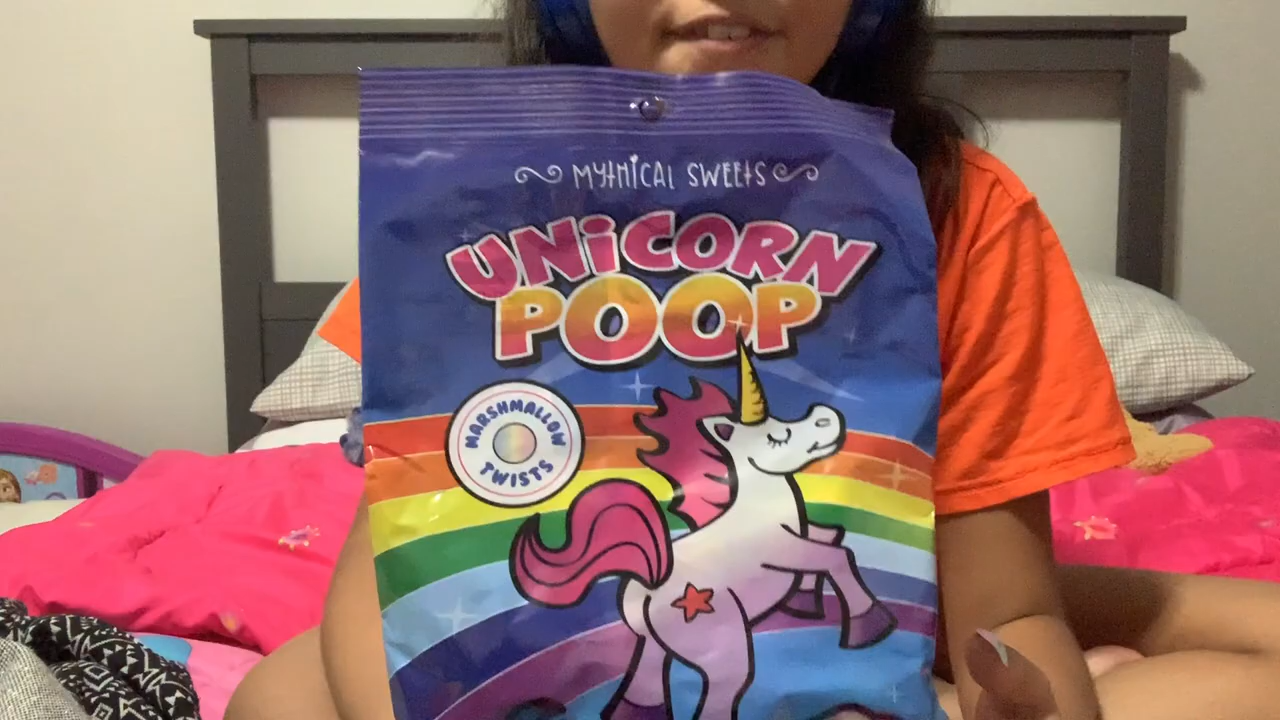 MYTHICAL SWEETS
UNiCORN
POOP
MARSHMALLOW
TWISTS